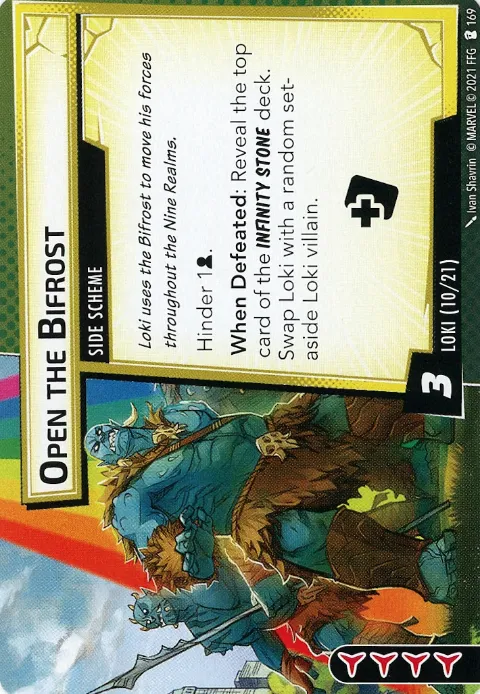 OPEN THE BIFROST
SIDE SCHEME
Loki uses the Bifrost to move his forces
throughout the Nine Realms.
Hinder 1.
When Defeated: Reveal the top
card of the INFINITY STONE deck.
Swap Loki with a random set-
aside Loki villain.
3
LOKI (10/21)
Ivan Shavrin © MARVEL © 2021 FFG 169